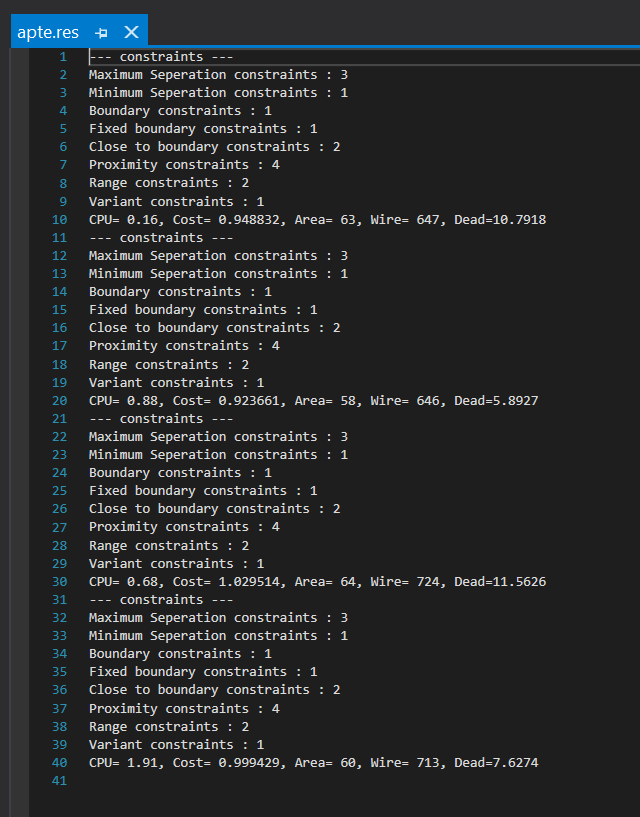 apte.res
1 --- constraints ---
2 Maximum Seperation constraints : 3
3 Minimum Seperation constraints : 1
4 Boundary constraints : 1
5 Fixed boundary constraints : 1
6 Close to boundary constraints : 2
7 Proximity constraints : 4
8 Range constraints : 2
9 Variant constraints : 1
10 CPU= 0.16, Cost= 0.948832, Area= 63, Wire= 647, Dead=10.7918
11 --- constraints ---
12 Maximum Seperation constraints : 3
13 Minimum Seperation constraints : 1
14 Boundary constraints : 1
15 Fixed boundary constraints : 1
16 Close to boundary constraints : 2
17 Proximity constraints : 4
18 Range constraints : 2
19 Variant constraints : 1
20 CPU= 0.88, Cost= 0.923661, Area= 58, Wire= 646, Dead=5.8927
21 --- constraints ---
22 Maximum Seperation constraints : 3
23 Minimum Seperation constraints : 1
24 Boundary constraints : 1
25 Fixed boundary constraints : 1
26 Close to boundary constraints : 2
27 Proximity constraints : 4
28 Range constraints : 2
29 Variant constraints : 1
30 CPU= 0.68, Cost= 1.029514, Area= 64, Wire= 724, Dead=11.5626
31 --- constraints ---
32 Maximum Seperation constraints : 3
33 Minimum Seperation constraints : 1
34 Boundary constraints : 1
35 Fixed boundary constraints : 1
36 Close to boundary constraints : 2
37 Proximity constraints : 4
38 Range constraints : 2
39 Variant constraints : 1
40 CPU= 1.91, Cost= 0.999429, Area= 60, Wire= 713, Dead=7.6274
41